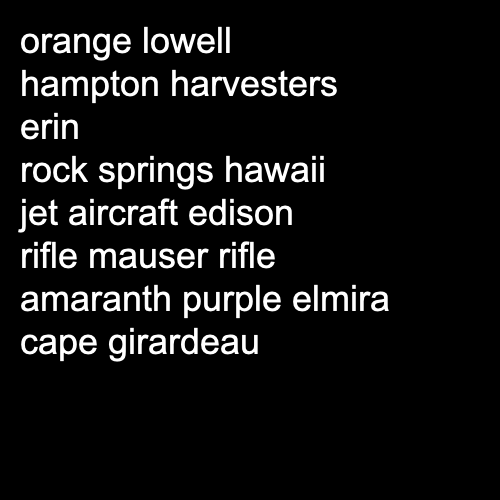 orange lowell
hampton harvesters
erin
rock springs hawaii
jet aircraft edison
rifle mauser rifle
amaranth purple elmira
cape girardeau